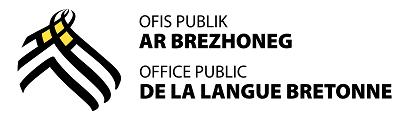 OFIS PUBLIK
AR BREZHONEG
OFFICE PUBLIC
DE LA LANGUE BRETONNE